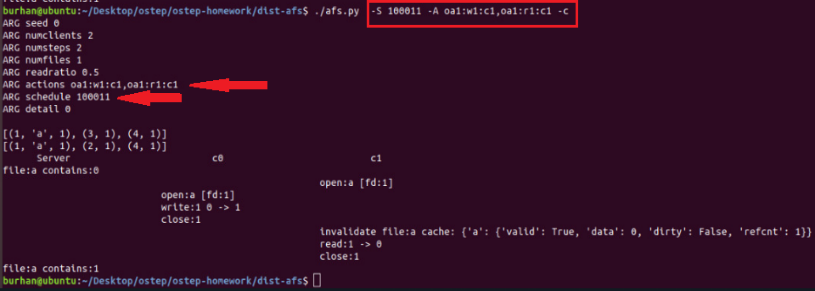 file:a contains:1
burhan@ubuntu:~/Desktop/ostep/ostep-homework/dist-afs$ ./afs.py -S 100011 -A oa1:w1:c1,oa1:r1:c1 -c
ARG seed 0
ARG numclients 2
ARG numsteps 2
ARG numfiles 1
ARG readratio 0.5
ARG actions oa1:w1:c1,oa1:r1:c1
ARG schedule 100011
ARG detail 0
[(1, 'a', 1), (3, 1), (4, 1)]
[(1, 'a', 1), (2, 1), (4, 1)]
Server c0 c1
file:a contains:0
open:a [fd:1]
open:a [fd:1]
write:1 0 -> 1
close:1
invalidate file:a cache: {'a': {'valid': True, 'data': 0, 'dirty': False, 'refcnt': 1}}
read:1 -> 0
close:1
file:a contains:1
burhan@ubuntu:~/Desktop/ostep/ostep-homework/dist-afs$